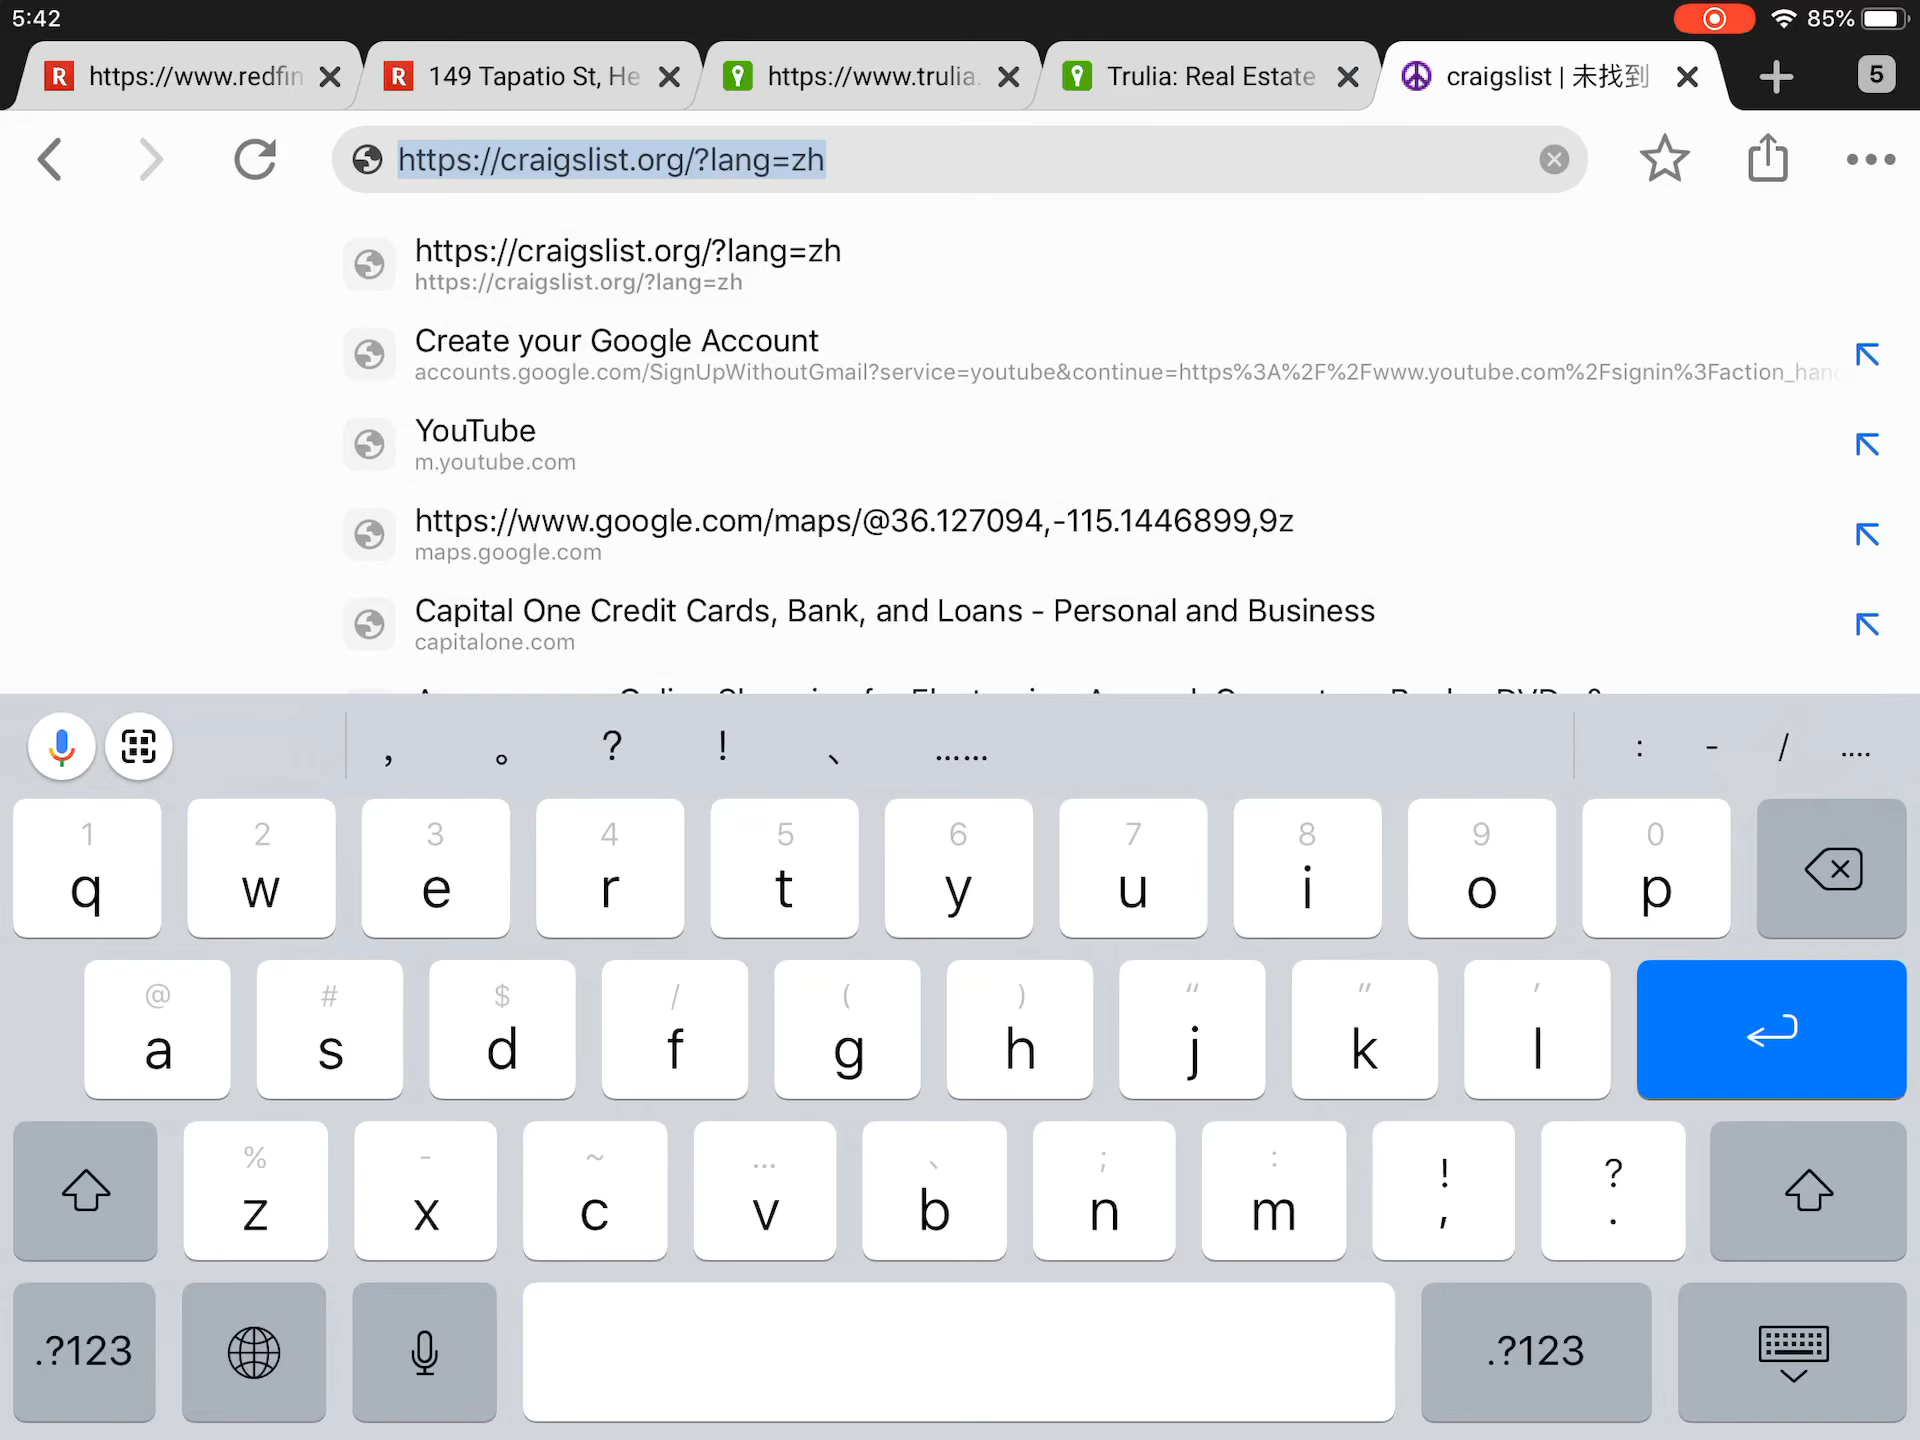 5:42
85%
https://www.redfin
149 Tapatio St, He
https://www.trulia.
Trulia: Real Estate
craigslist | 未找到
5
https://craigslist.org/?lang=zh
https://craigslist.org/?lang=zh
https://craigslist.org/?lang=zh
Create your Google Account
accounts.google.com/SignUpWithoutGmail?service=youtube&continue=https%3A%2F%2Fwww.youtube.com%2Fsignin%3Faction_hand
YouTube
m.youtube.com
https://www.google.com/maps/@36.127094,-115.1446899,9z
maps.google.com
Capital One Credit Cards, Bank, and Loans - Personal and Business
capitalone.com
, 。 ? ! 、 …… : - / ....
1 2 3 4 5 6 7 8 9 0
q w e r t y u i o p
@ # $ / ( ) “ ” ’
a s d f g h j k l
% - ~ … 、 ; : ! ?
z x c v b n m , .
.?123 .?123